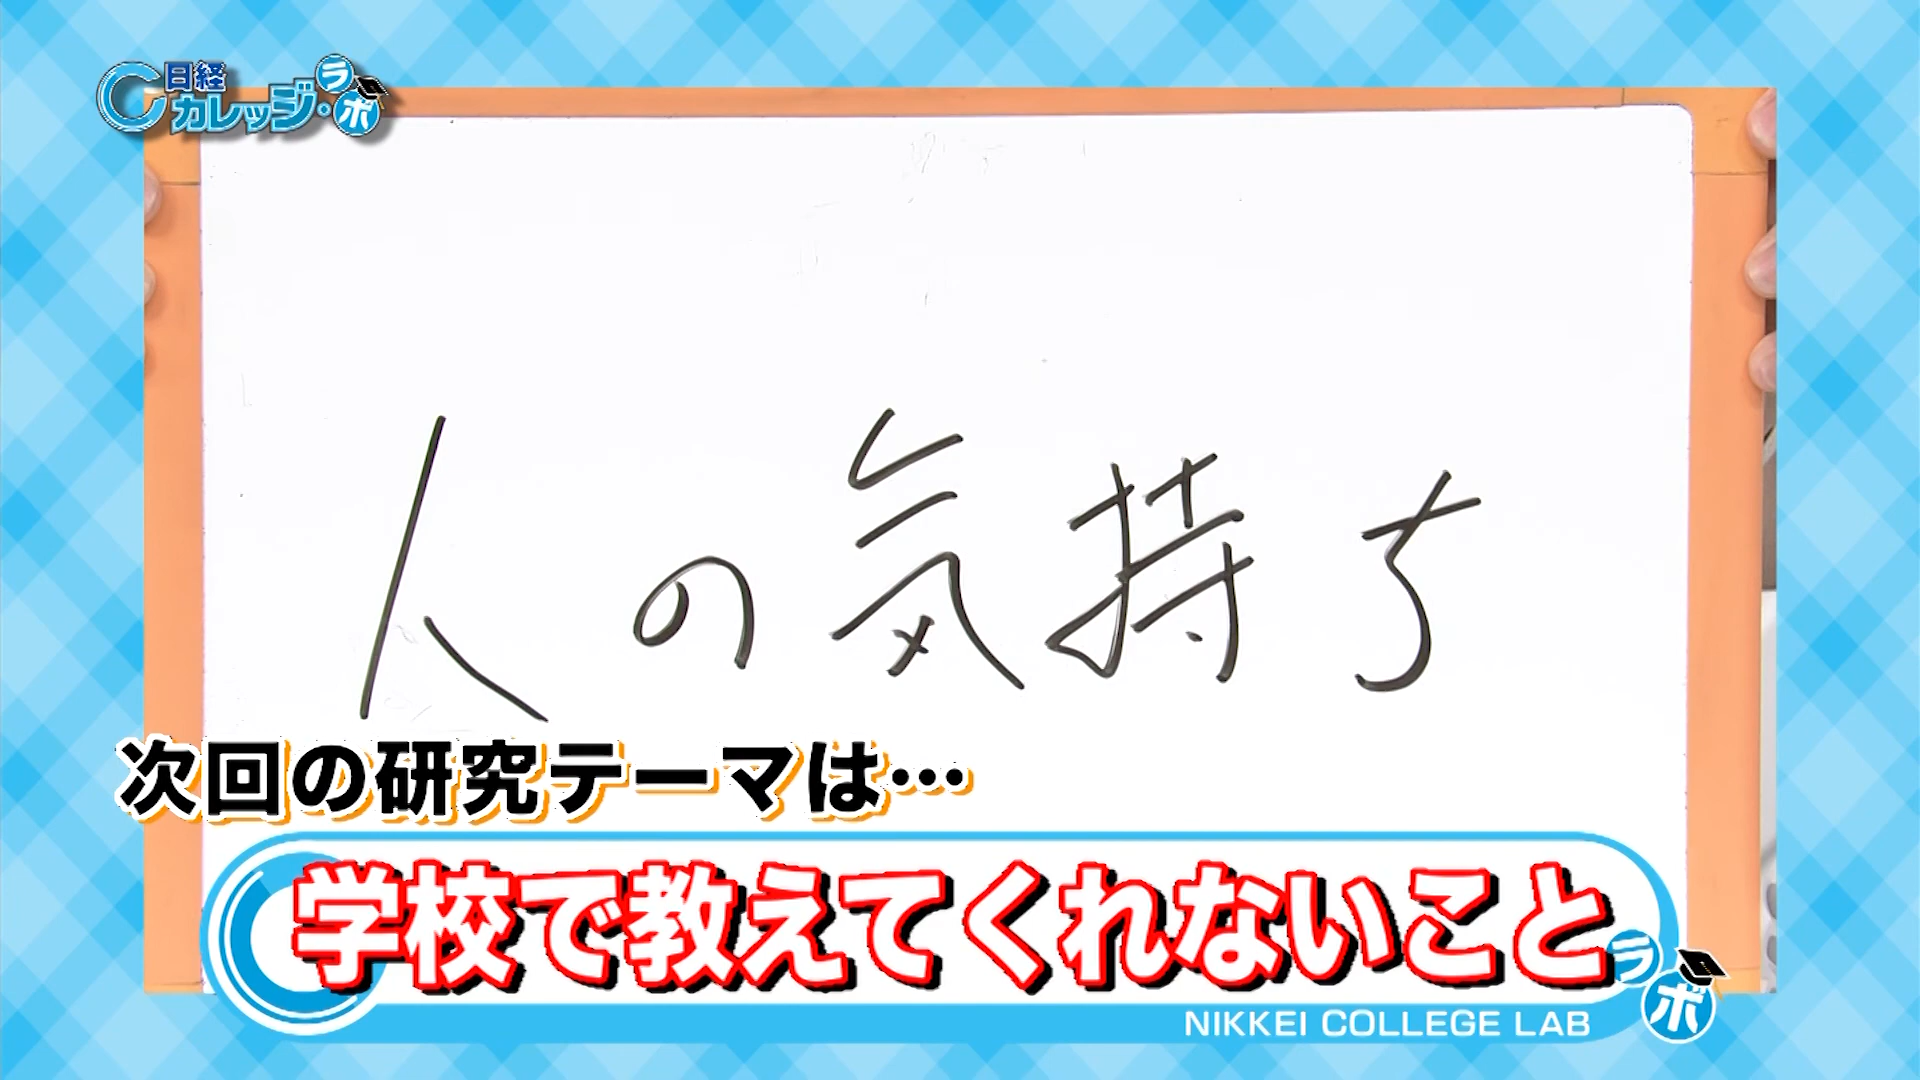 日経
カレッジ・ラボ
人の気持ち
次回の研究テーマは…
学校で教えてくれないこと
ラボ
NIKKEI COLLEGE LAB